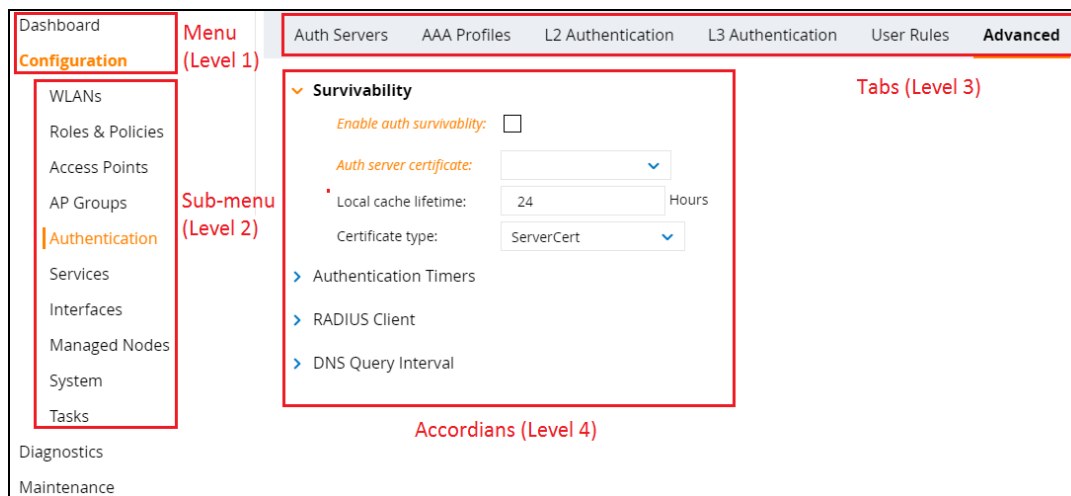 Dashboard
Configuration
Menu
(Level 1)
WLANs
Roles & Policies
Access Points
AP Groups
Authentication
Services
Interfaces
Managed Nodes
System
Tasks
Sub-menu
(Level 2)
Diagnostics
Maintenance
Auth Servers AAA Profiles L2 Authentication L3 Authentication User Rules Advanced
Tabs (Level 3)
Survivability
Enable auth survivablity:
Auth server certificate:
Local cache lifetime: 24 Hours
Certificate type: ServerCert
Authentication Timers
RADIUS Client
DNS Query Interval
Accordians (Level 4)